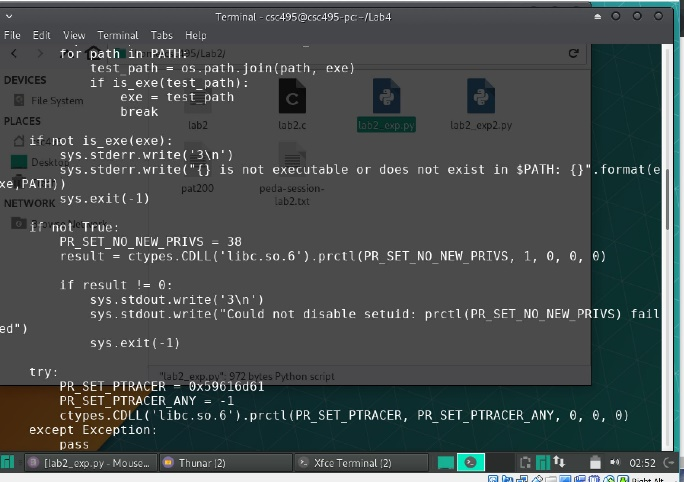 Terminal - csc495@csc495-pc:~/Lab4
File Edit View Terminal Tabs Help
for path in PATH:
test_path = os.path.join(path, exe)
if is_exe(test_path):
exe = test_path
break
if not is_exe(exe):
sys.stderr.write('3\n')
sys.stderr.write("{} is not executable or does not exist in $PATH: {}".format(e
xe,PATH))
sys.exit(-1)
if not True:
PR_SET_NO_NEW_PRIVS = 38
result = ctypes.CDLL('libc.so.6').prctl(PR_SET_NO_NEW_PRIVS, 1, 0, 0, 0)
if result != 0:
sys.stdout.write('3\n')
sys.stdout.write("Could not disable setuid: prctl(PR_SET_NO_NEW_PRIVS) fail
ed")
sys.exit(-1)
try:
PR_SET_PTRACER = 0x59616d61
PR_SET_PTRACER_ANY = -1
ctypes.CDLL('libc.so.6').prctl(PR_SET_PTRACER, PR_SET_PTRACER_ANY, 0, 0, 0)
except Exception:
pass
DEVICES
File System
PLACES
Desktop
NETWORK
Browse Network
lab2 lab2.c lab2_exp.py lab2_exp2.py
pat200 peda-session-
lab2.txt
"lab2_exp.py": 972 bytes Python script
[lab2_exp.py - Mouse... Thunar (2) Xfce Terminal (2) 02:52
Right Alt